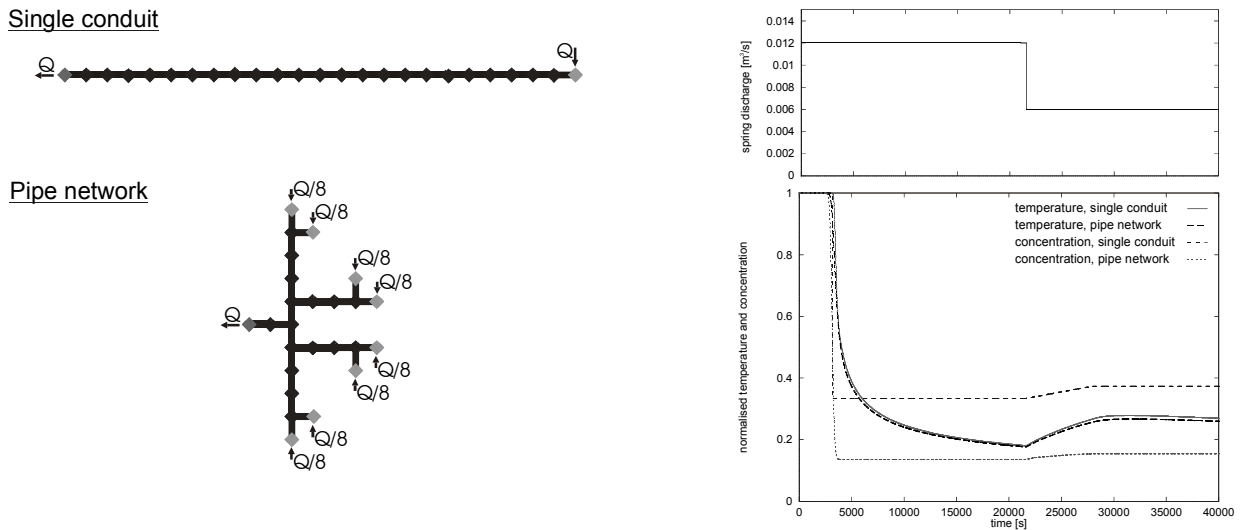 Single conduit
Q
Q
Pipe network
Q/8
Q/8
Q/8
Q/8
Q
Q/8
Q/8
Q/8
Q/8
spring discharge [m³/s]
0.014
0.012
0.01
0.008
0.006
0.004
0.002
0
normalised temperature and concentration
1
0.8
0.6
0.4
0.2
0
temperature, single conduit
temperature, pipe network
concentration, single conduit
concentration, pipe network
0 5000 10000 15000 20000 25000 30000 35000 40000
time [s]